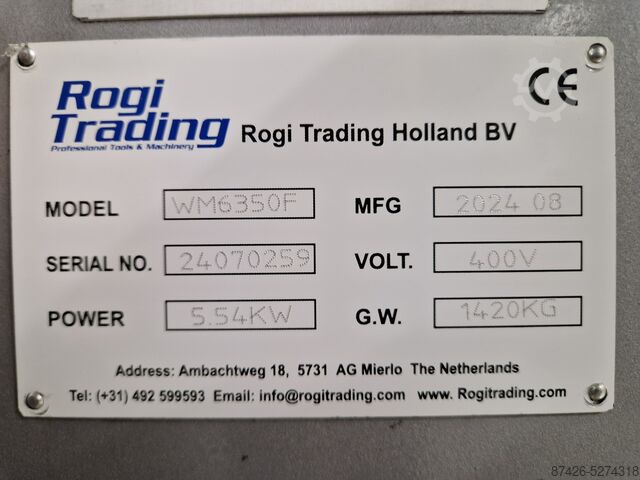 Rogi
Trading
Professional Tools & Machinery
Rogi Trading Holland BV
CE
MODEL WM6350F MFG 2024 08
SERIAL NO. 24070259 VOLT. 400V
POWER 5.54KW G.W. 1420KG
Address: Ambachtweg 18, 5731 AG Mierlo The Netherlands
Tel: (+31) 492 599593 Email: info@rogitrading.com www. Rogitrading.com
87426-5274318